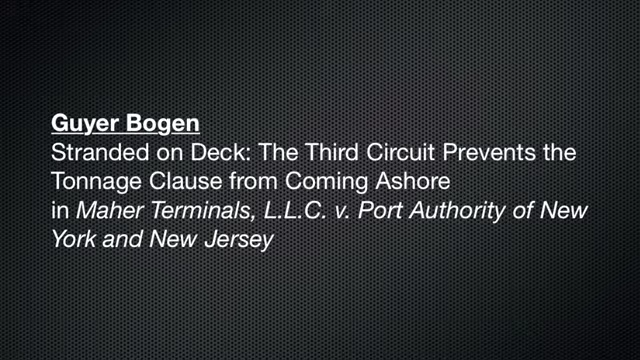 Guyer Bogen
Stranded on Deck: The Third Circuit Prevents the
Tonnage Clause from Coming Ashore
in Maher Terminals, L.L.C. v. Port Authority of New
York and New Jersey